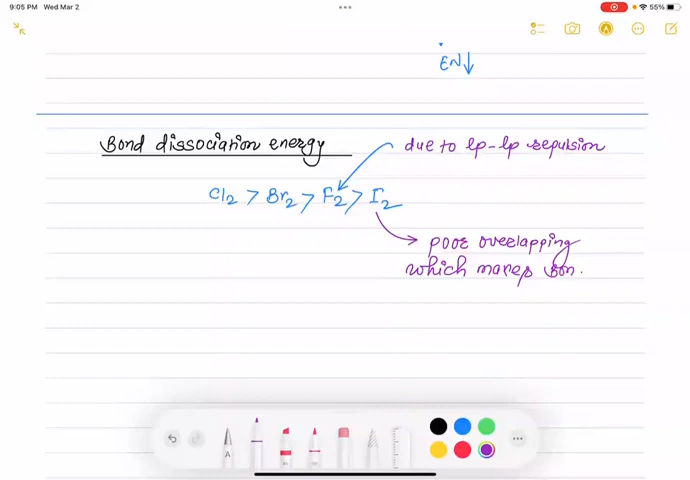 9:05 PM Wed Mar 2
55%
EN↓
Bond dissociation energy
due to lp-lp repulsion
Cl2 > Br2 > F2 > I2
poor overlapping
which makes bon
A